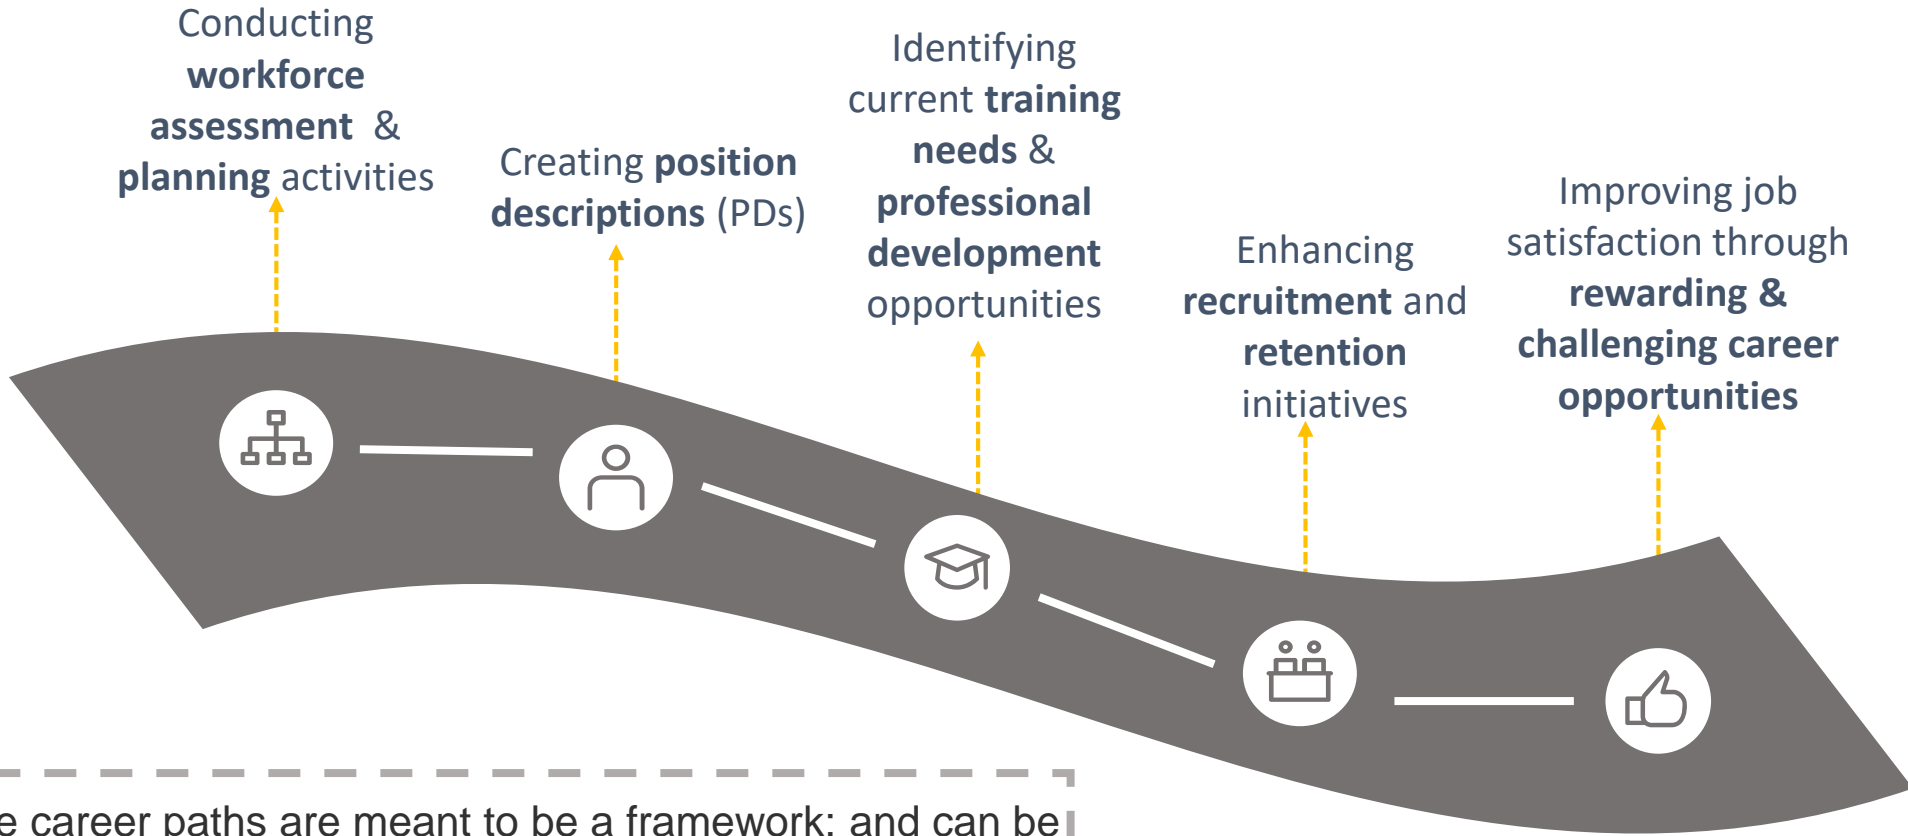 Conducting
workforce
assessment &
planning activities
Creating position
descriptions (PDs)
Identifying
current training
needs &
professional
development
opportunities
Enhancing
recruitment and
retention
initiatives
Improving job
satisfaction through
rewarding &
challenging career
opportunities
career paths are meant to be a framework; and can be